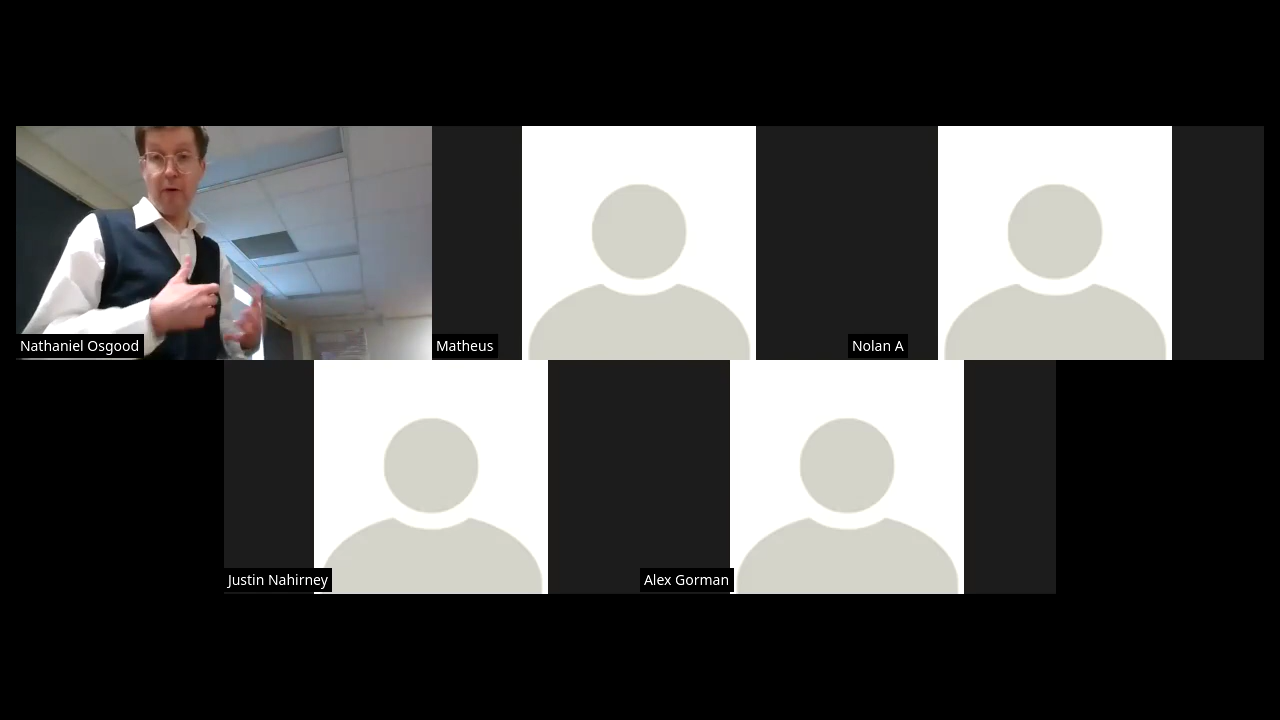 Nathaniel Osgood
Matheus
Nolan A
Justin Nahirney
Alex Gorman